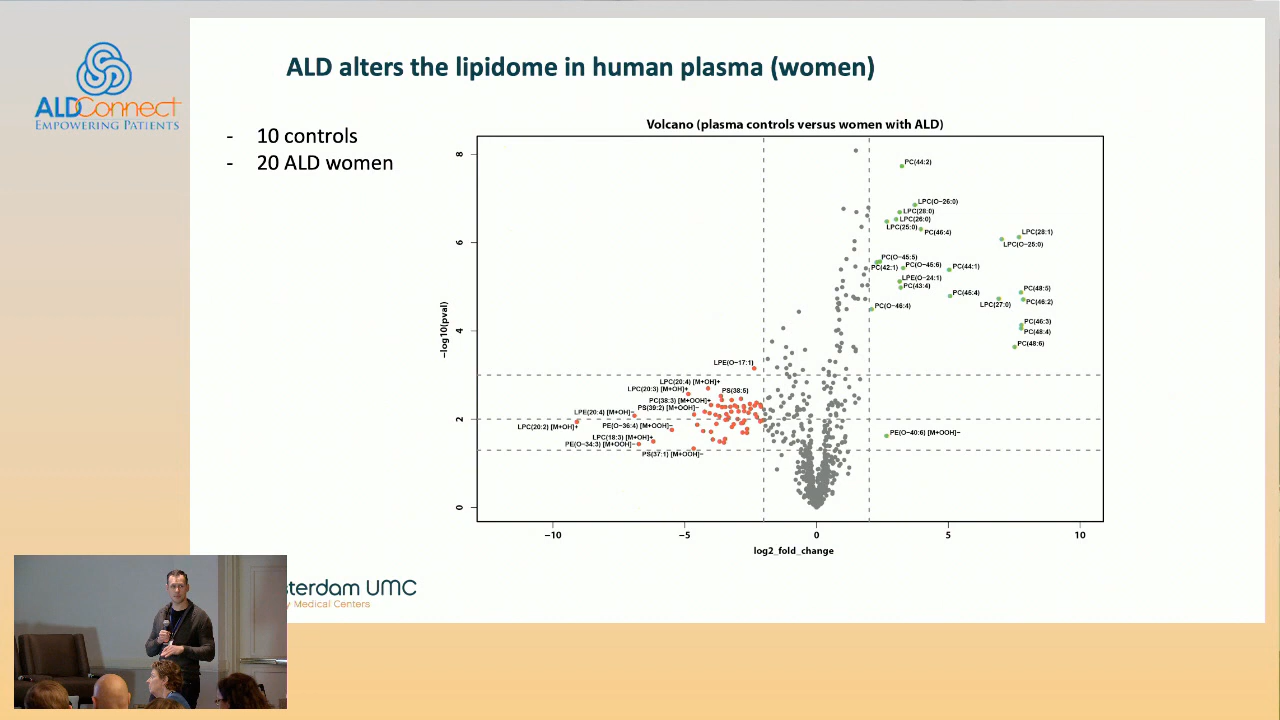 ALDConnect
EMPOWERING PATIENTS
ALD alters the lipidome in human plasma (women)
- 10 controls
- 20 ALD women
Volcano (plasma controls versus women with ALD)
PC(44:2)
LPC(O-26:0)
LPC(28:0)
LPC(26:0)
LPC(25:0)
PC(46:4)
LPC(28:1)
LPC(O-25:0)
PC(O-45:5)
PC(42:1)
PC(O-45:6)
PC(44:1)
LPE(O-24:1)
PC(43:4)
PC(45:4)
PC(48:5)
PC(46:2)
LPC(27:0)
PC(O-46:4)
PC(46:3)
PC(48:4)
PC(48:6)
LPE(O-17:1)
LPC(20:4) [M+OH]+
LPC(20:3) [M+OH]+
PS(38:5)
PC(38:3) [M+OOH]+
PS(39:2) [M+OOH]-
LPE(20:4) [M+OH]-
LPC(20:2) [M+OH]+
PE(O-36:4) [M+OOH]-
LPC(18:3) [M+OH]+
PE(O-34:3) [M+OOH]-
PS(37:1) [M+OOH]-
PE(O-40:6) [M+OOH]-
8
6
4
2
0
-log10(pval)
-10 -5 0 5 10
log2_fold_change
sterdam UMC
y Medical Centers